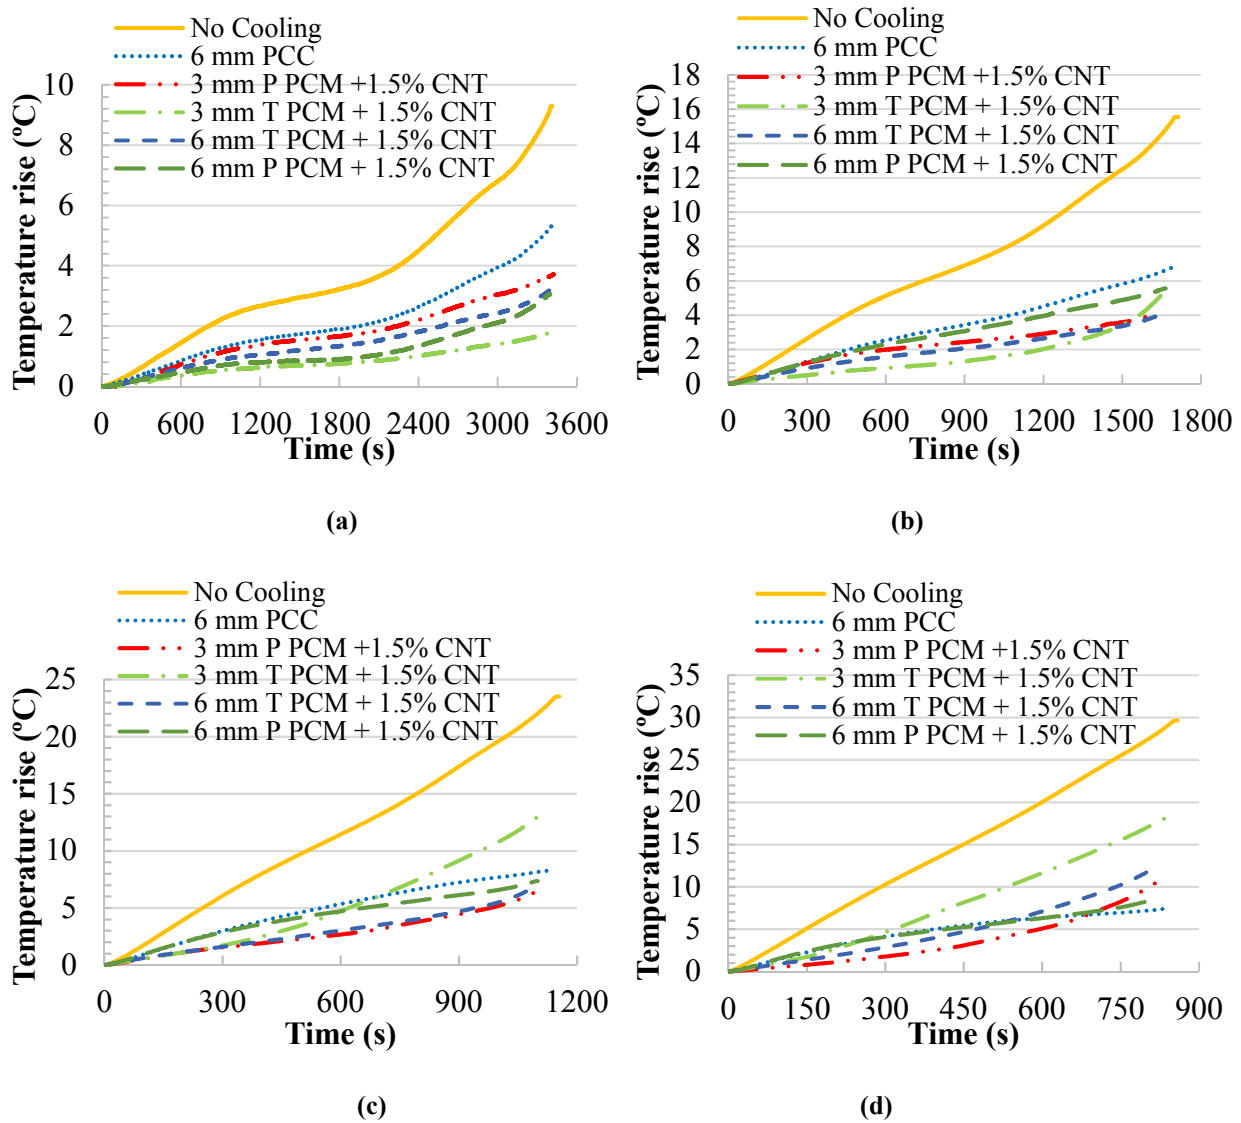 No Cooling
6 mm PCC
3 mm P PCM +1.5% CNT
3 mm T PCM + 1.5% CNT
6 mm T PCM + 1.5% CNT
6 mm P PCM + 1.5% CNT
Temperature rise (ºC)
10
8
6
4
2
0
0 600 1200 1800 2400 3000 3600
Time (s)
(a)
No Cooling
6 mm PCC
3 mm P PCM +1.5% CNT
3 mm T PCM + 1.5% CNT
6 mm T PCM + 1.5% CNT
6 mm P PCM + 1.5% CNT
Temperature rise (ºC)
18
16
14
12
10
8
6
4
2
0
0 300 600 900 1200 1500 1800
Time (s)
(b)
No Cooling
6 mm PCC
3 mm P PCM +1.5% CNT
3 mm T PCM + 1.5% CNT
6 mm T PCM + 1.5% CNT
6 mm P PCM + 1.5% CNT
Temperature rise (ºC)
25
20
15
10
5
0
0 300 600 900 1200
Time (s)
(c)
No Cooling
6 mm PCC
3 mm P PCM +1.5% CNT
3 mm T PCM + 1.5% CNT
6 mm T PCM + 1.5% CNT
6 mm P PCM + 1.5% CNT
Temperature rise (ºC)
35
30
25
20
15
10
5
0
0 150 300 450 600 750 900
Time (s)
(d)